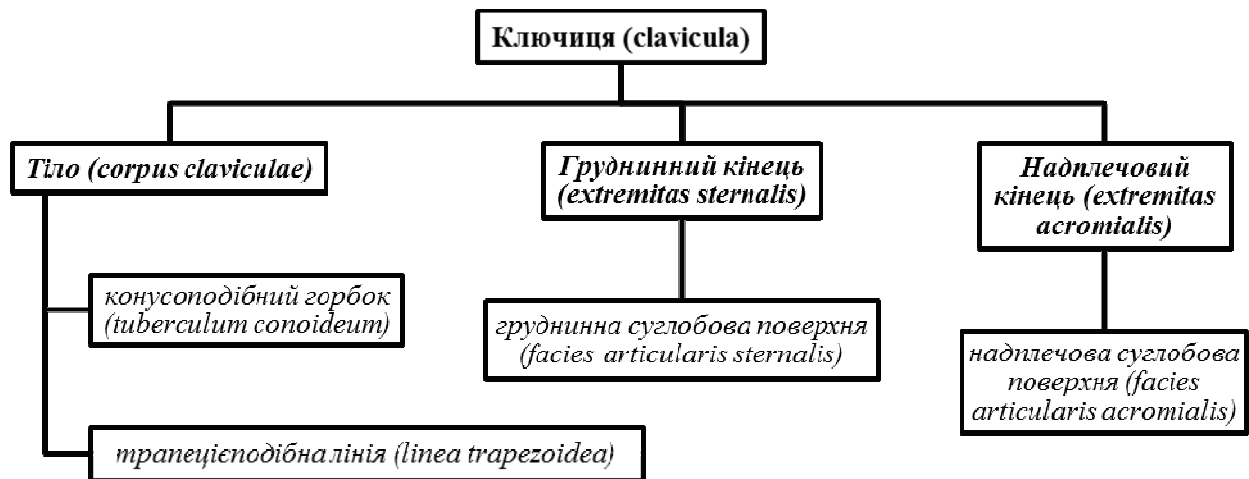 Ключиця (clavicula)
Тіло (corpus claviculae)
Груднинний кінець
(extremitas sternalis)
Надплечовий
кінець (extremitas
acromialis)
конусоподібний горбок
(tuberculum conoideum)
груднинна суглобова поверхня
(facies articularis sternalis)
надплечова суглобова
поверхня (facies
articularis acromialis)
трапецієподібна лінія (linea trapezoidea)